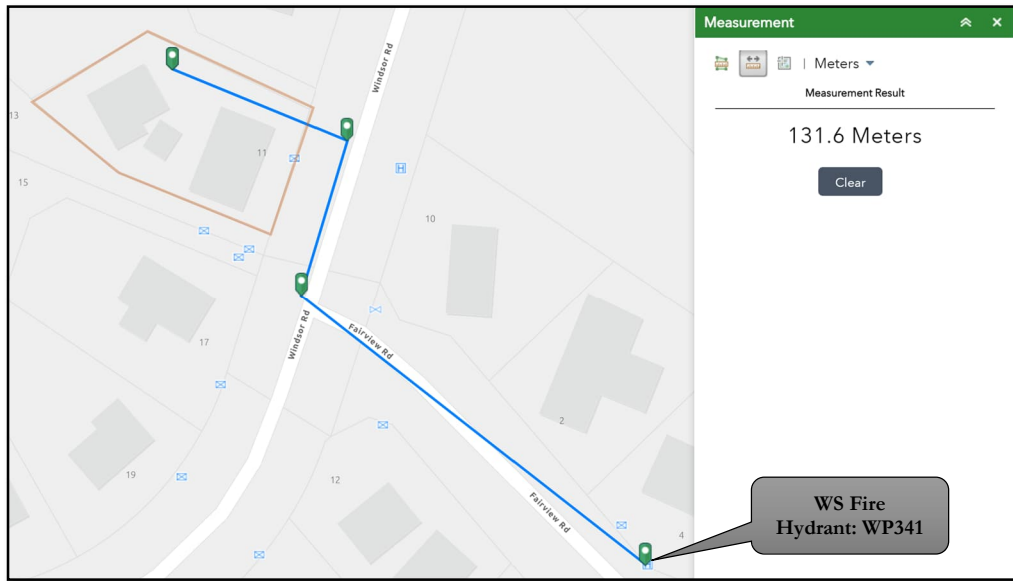 Measurement
Meters
Measurement Result
131.6 Meters
Clear
Windsor Rd
13
11
H
15
10
Windsor Rd
Fairview Rd
17
2
19
12
Fairview Rd
4
H
WS Fire
Hydrant: WP341